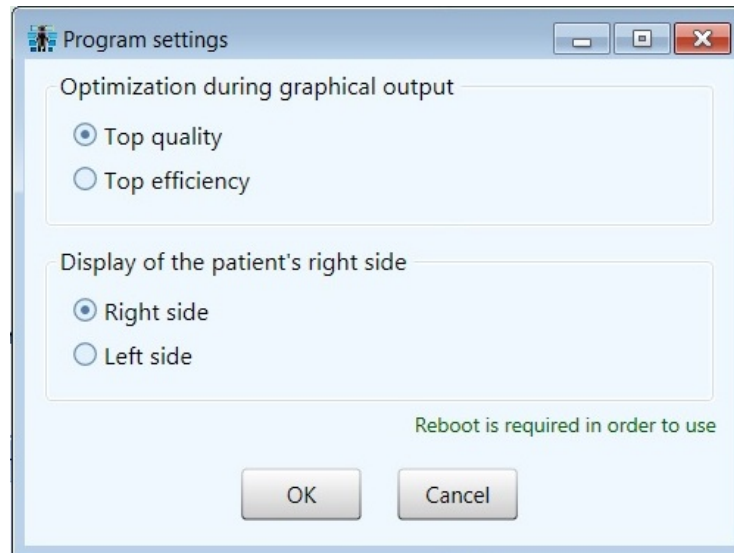 Program settings
Optimization during graphical output
Top quality
Top efficiency
Display of the patient's right side
Right side
Left side
Reboot is required in order to use
OK
Cancel